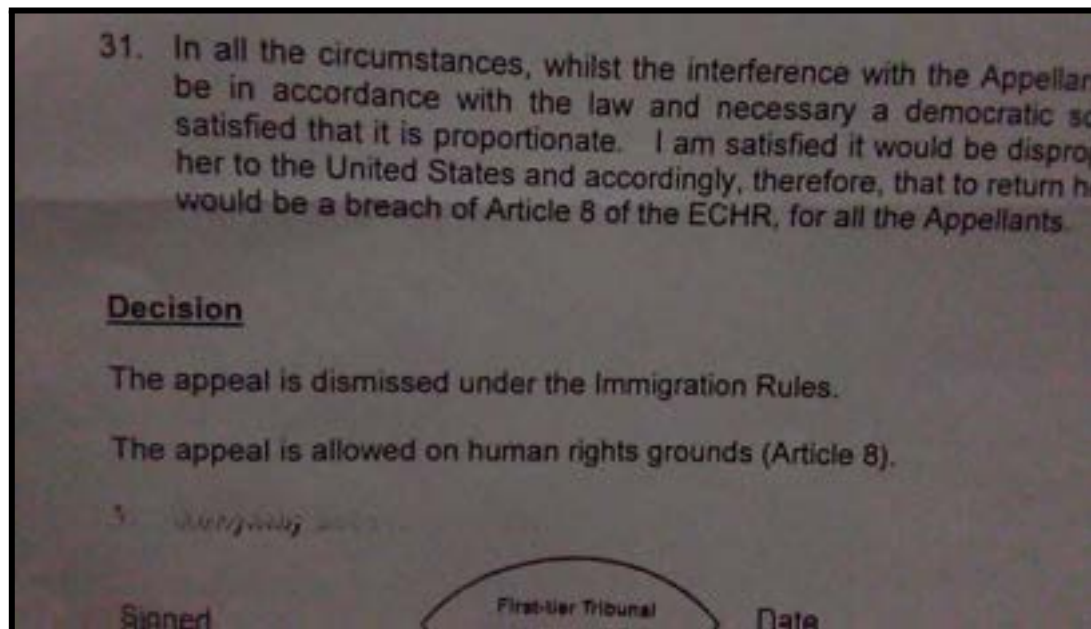 31. In all the circumstances, whilst the interference with the Appellan
be in accordance with the law and necessary a democratic so
satisfied that it is proportionate. I am satisfied it would be dispro
her to the United States and accordingly, therefore, that to return h
would be a breach of Article 8 of the ECHR, for all the Appellants.
Decision
The appeal is dismissed under the Immigration Rules.
The appeal is allowed on human rights grounds (Article 8).
Signed
First-tier Tribunal
Date